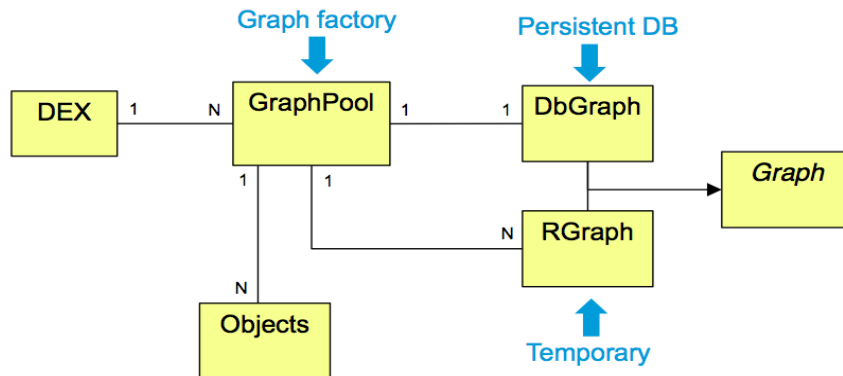 Graph factory
Persistent DB
DEX
1
N
GraphPool
1
1
DbGraph
Graph
1
1
N
RGraph
N
Objects
Temporary